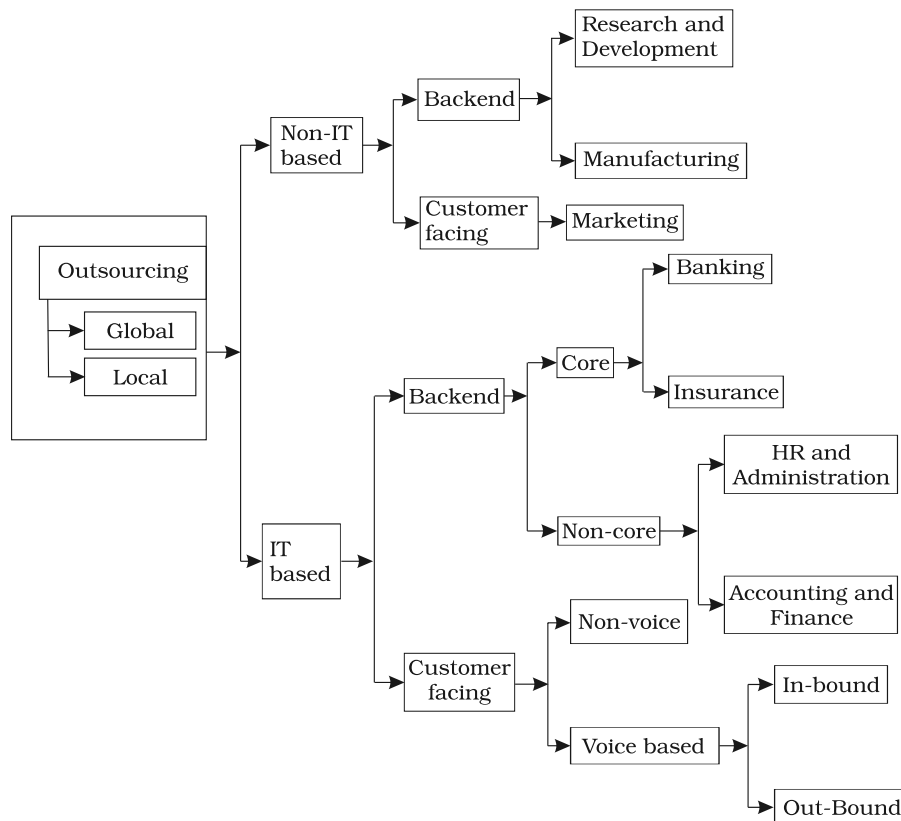 Research and
Development
Backend
Non-IT
based
Manufacturing
Customer
facing
Marketing
Outsourcing
Global
Local
Banking
Core
Backend
Insurance
HR and
Administration
Non-core
IT
based
Accounting and
Finance
Non-voice
Customer
facing
In-bound
Voice based
Out-Bound